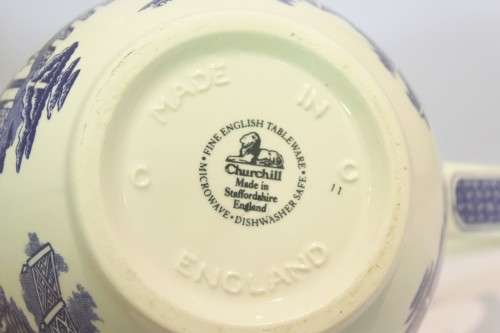 MADE IN
• FINE ENGLISH TABLEWARE •
Churchill
Made in
Staffordshire
England
MICROWAVE • DISHWASHER SAFE
C
C
11
ENGLAND